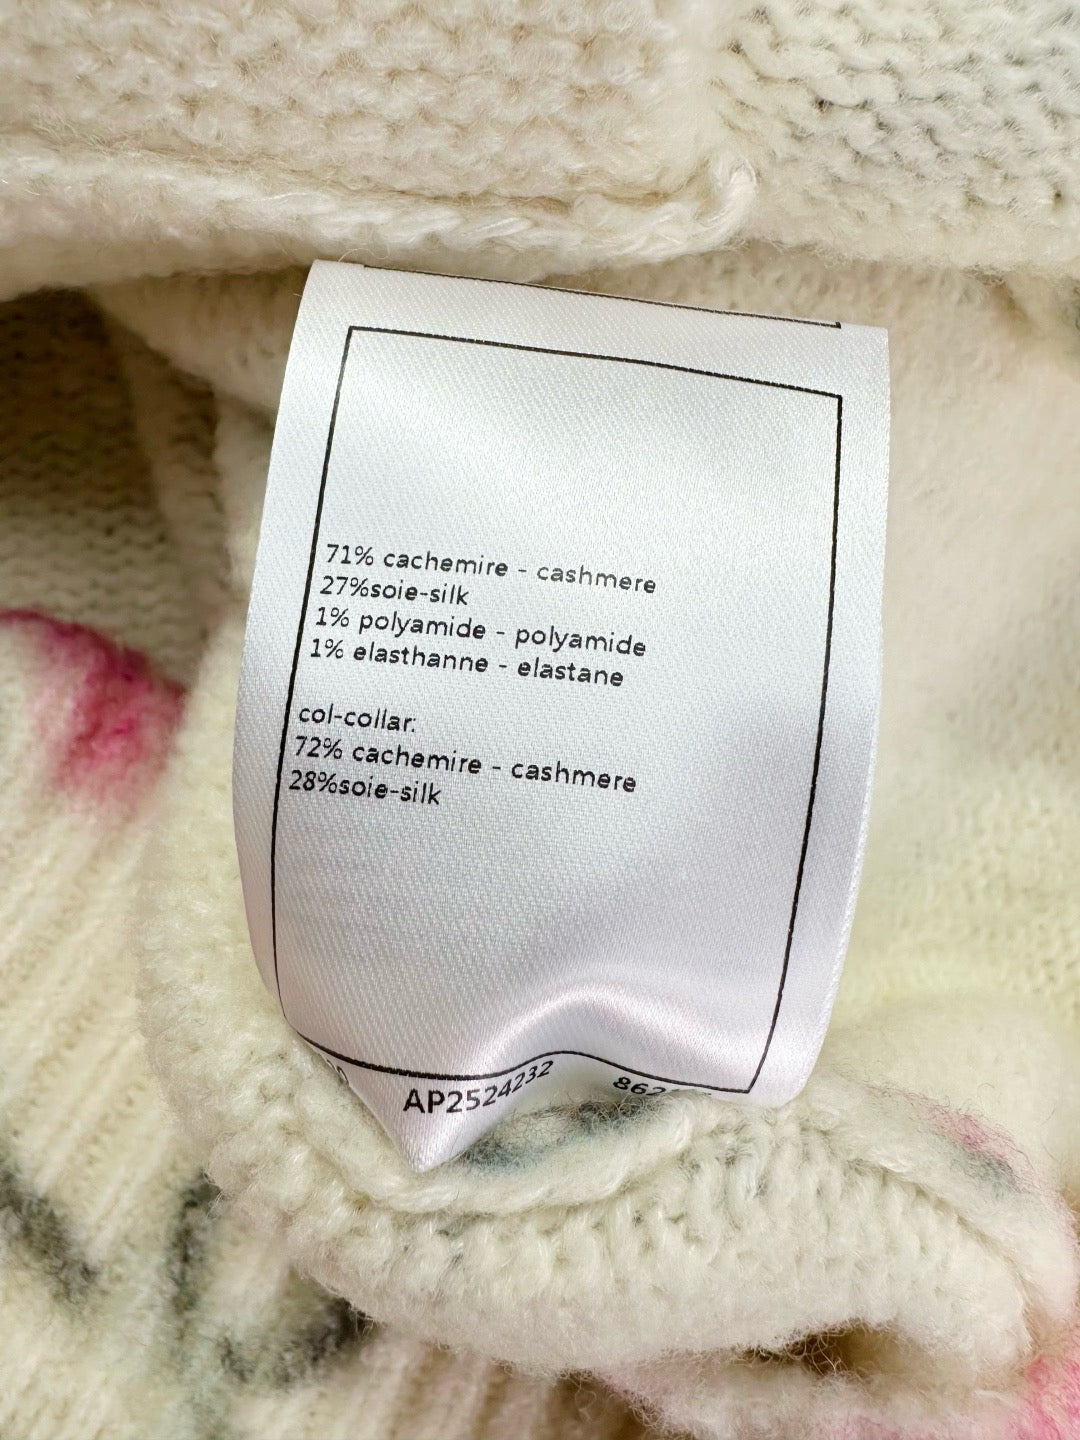 71% cachemire - cashmere
27%soie-silk
1% polyamide - polyamide
1% elasthanne - elastane
col-collar:
72% cachemire - cashmere
28%soie-silk
AP2524232